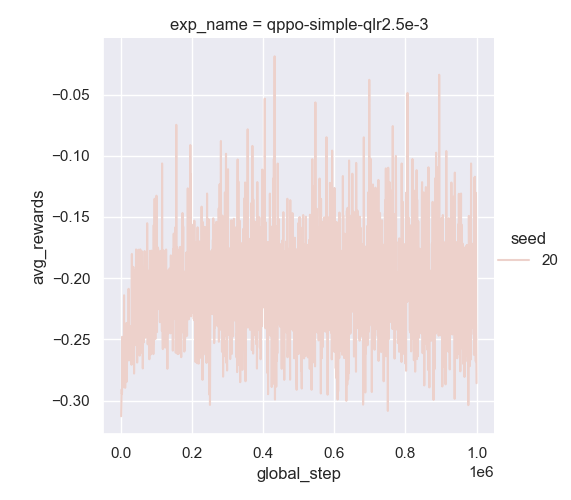 exp_name = qppo-simple-qlr2.5e-3
−0.05
−0.10
−0.15
−0.20
−0.25
−0.30
avg_rewards
0.0 0.2 0.4 0.6 0.8 1.0
1e6
global_step
seed
20